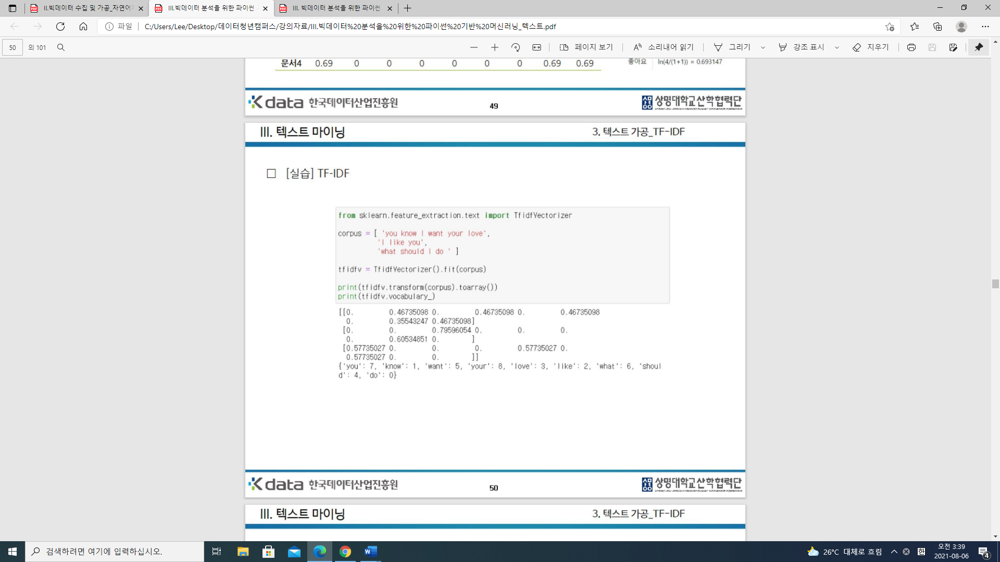 II.빅데이터 수집 및 가공_자연어
III.빅데이터 분석을 위한 파이썬
III. 빅데이터 분석을 위한 파이썬
파일
C:/Users/Lee/Desktop/데이터청년캠퍼스/강의자료/III.빅데이터%20분석을%20위한%20파이썬%20기반%20머신러닝_텍스트.pdf
50 의 101
페이지 보기
소리내어 읽기
그리기
강조 표시
지우기
문서4 0.69 0 0 0 0 0 0 0.69 0.69
좋아요 ln(4/(1+1)) = 0.693147
Kdata 한국데이터산업진흥원
49
상명대학교산학협력단
III. 텍스트 마이닝
3. 텍스트 가공_TF-IDF
□ [실습] TF-IDF
from sklearn.feature_extraction.text import TfidfVectorizer
corpus = [ 'you know I want your love',
'I like you',
'what should I do ' ]
tfidfv = TfidfVectorizer().fit(corpus)
print(tfidfv.transform(corpus).toarray())
print(tfidfv.vocabulary_)
[[0. 0.46735098 0. 0.46735098 0. 0.46735098
0. 0.35543247 0.46735098]
[0. 0. 0.79596054 0. 0. 0.
0. 0.60534851 0. ]
[0.57735027 0. 0. 0. 0.57735027 0.
0.57735027 0. 0. ]]
{'you': 7, 'know': 1, 'want': 5, 'your': 8, 'love': 3, 'like': 2, 'what': 6, 'shoul
d': 4, 'do': 0}
Kdata 한국데이터산업진흥원
50
상명대학교산학협력단
III. 텍스트 마이닝
3. 텍스트 가공_TF-IDF
검색하려면 여기에 입력하십시오.
26°C 대체로 흐림
한
오전 3:39
2021-08-06
4